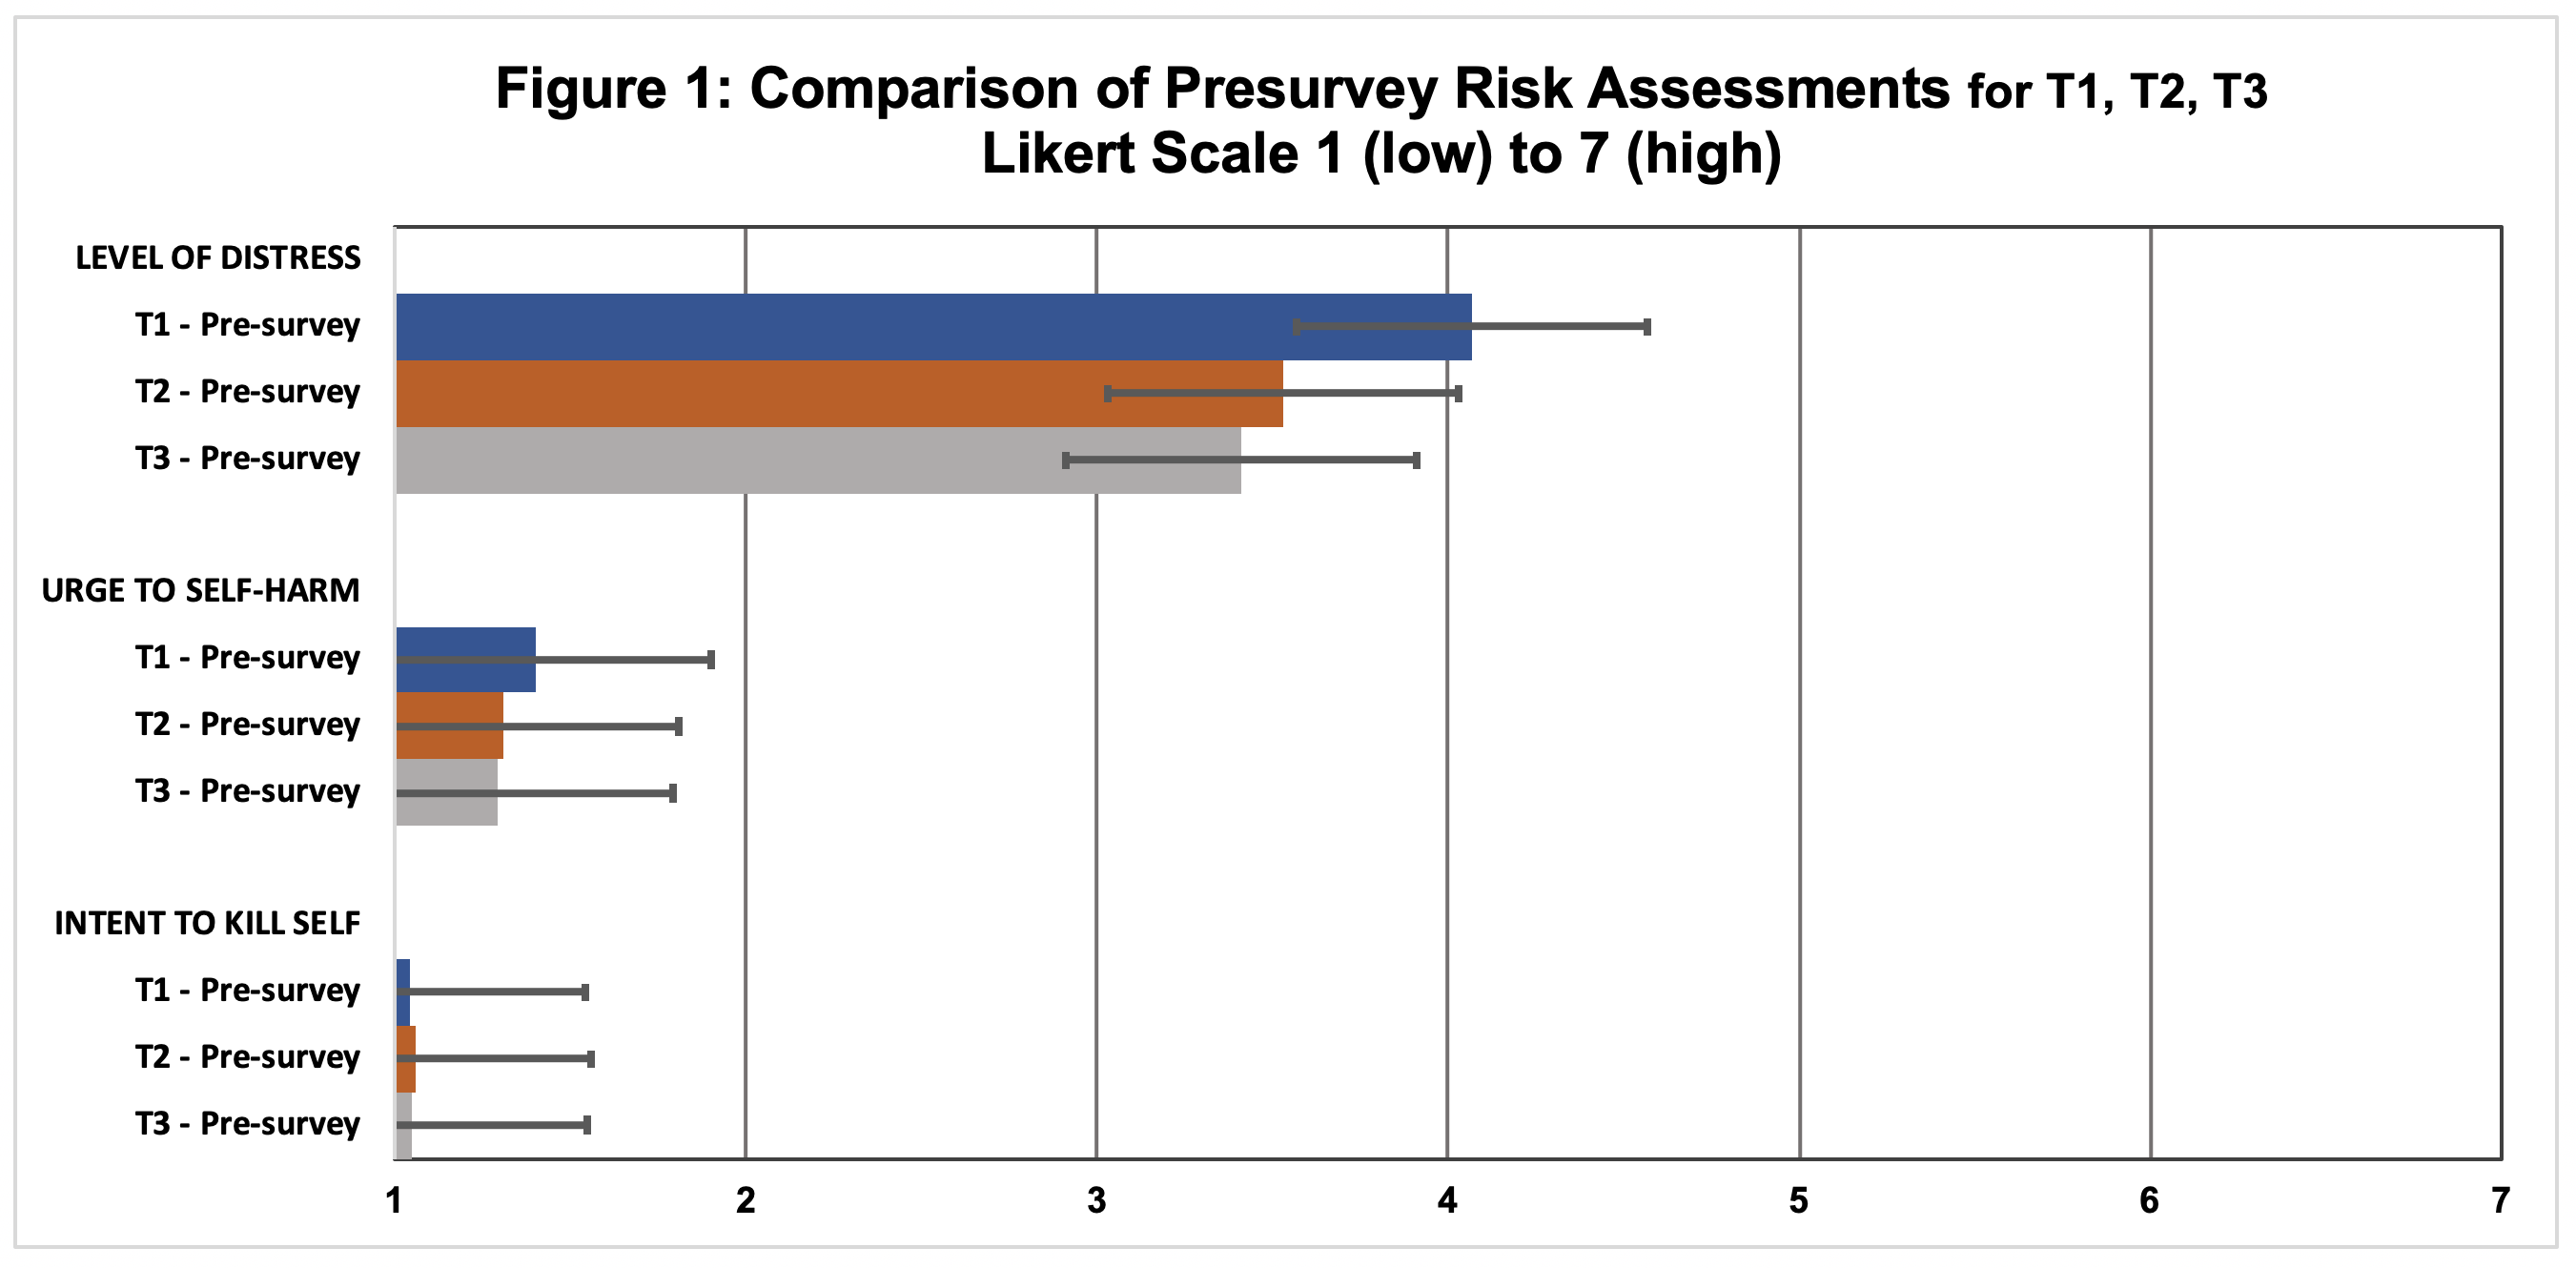 Figure 1: Comparison of Presurvey Risk Assessments for T1, T2, T3
Likert Scale 1 (low) to 7 (high)
LEVEL OF DISTRESS
T1 - Pre-survey
T2 - Pre-survey
T3 - Pre-survey
URGE TO SELF-HARM
T1 - Pre-survey
T2 - Pre-survey
T3 - Pre-survey
INTENT TO KILL SELF
T1 - Pre-survey
T2 - Pre-survey
T3 - Pre-survey
1 2 3 4 5 6 7